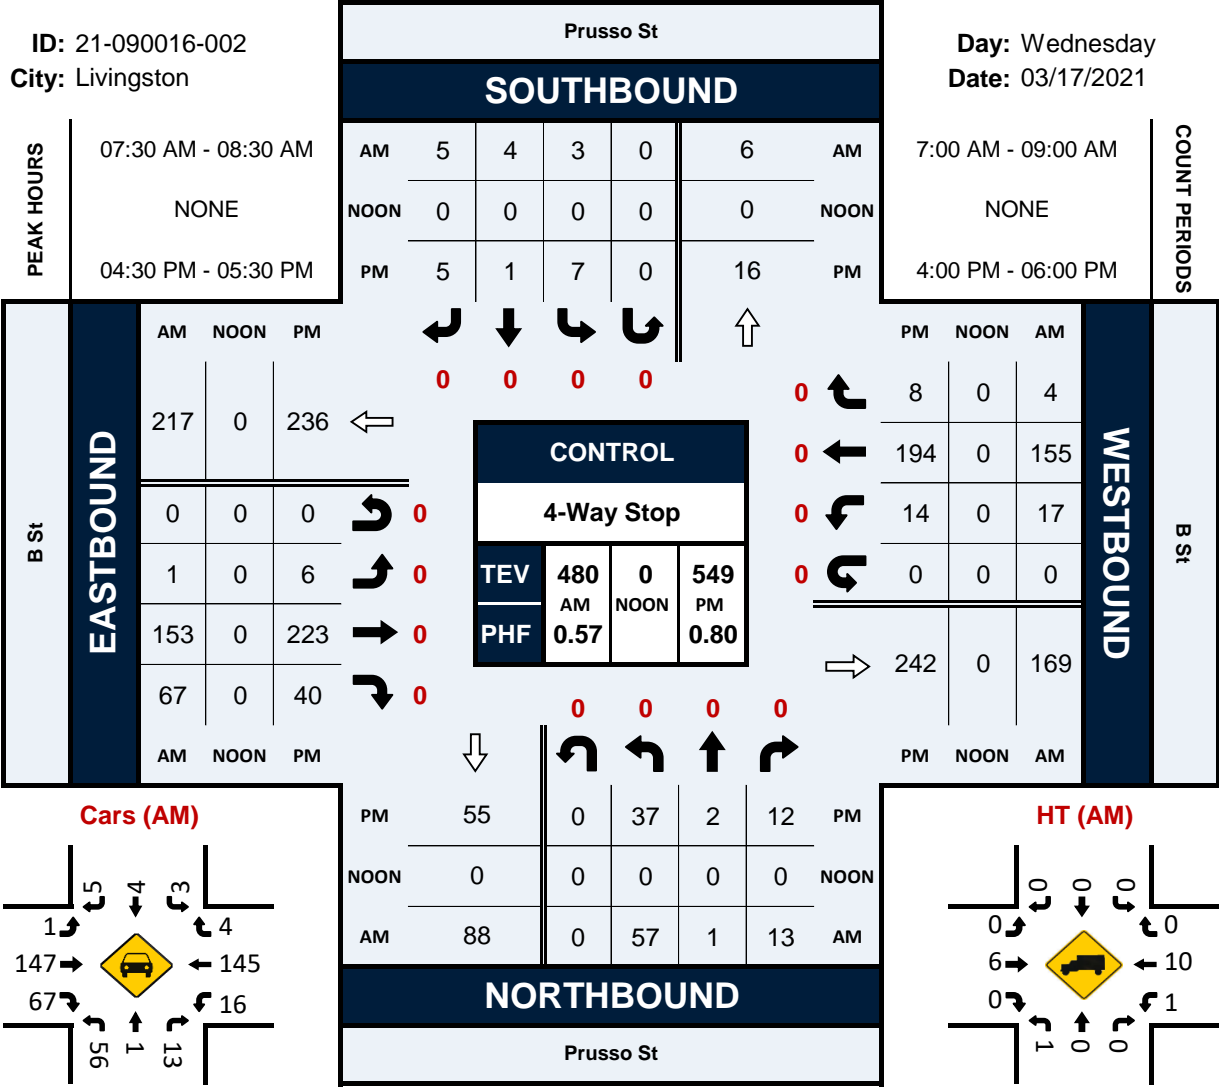 Prusso St
ID: 21-090016-002
Day: Wednesday
City: Livingston
Date: 03/17/2021
SOUTHBOUND
PEAK HOURS
07:30 AM - 08:30 AM
NONE
04:30 PM - 05:30 PM
AM 5 4 3 0 6 AM
NOON 0 0 0 0 0 NOON
PM 5 1 7 0 16 PM
7:00 AM - 09:00 AM
NONE
4:00 PM - 06:00 PM
COUNT PERIODS
0 0 0 0
B St
EASTBOUND
AM NOON PM
217 0 236
0 0 0 0
1 0 6 0
153 0 223 0
67 0 40 0
AM NOON PM
CONTROL
4-Way Stop
TEV 480 0 549
AM NOON PM
PHF 0.57 0.80
PM NOON AM
0 8 0 4
0 194 0 155
0 14 0 17
0 0 0 0
242 0 169
PM NOON AM
WESTBOUND
B St
0 0 0 0
PM 55 0 37 2 12 PM
NOON 0 0 0 0 0 NOON
AM 88 0 57 1 13 AM
NORTHBOUND
Prusso St
Cars (AM)
5 4 3
1 4
147 145
67 16
56 1 13
HT (AM)
0 0 0
0 0
6 10
0 1
1 0 0